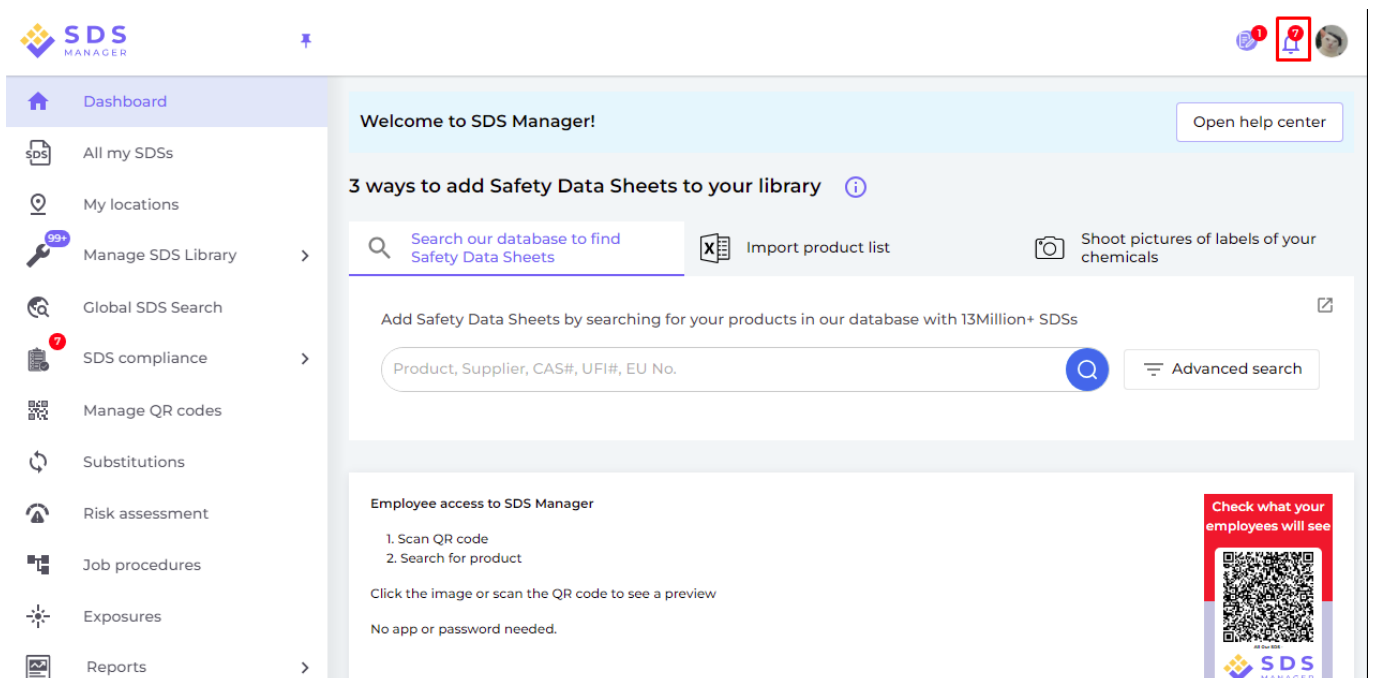 SDS
MANAGER
1
7
Dashboard
Welcome to SDS Manager!
Open help center
SDS
All my SDSs
3 ways to add Safety Data Sheets to your library
My locations
99+
Manage SDS Library
Search our database to find
Safety Data Sheets
Import product list
Shoot pictures of labels of your
chemicals
Global SDS Search
Add Safety Data Sheets by searching for your products in our database with 13Million+ SDSs
7
SDS compliance
Product, Supplier, CAS#, UFI#, EU No.
Advanced search
Manage QR codes
Substitutions
Risk assessment
Job procedures
Exposures
Reports
Employee access to SDS Manager
1. Scan QR code
2. Search for product
Click the image or scan the QR code to see a preview
No app or password needed.
Check what your
employees will see
All Our SDS
SDS
MANAGER